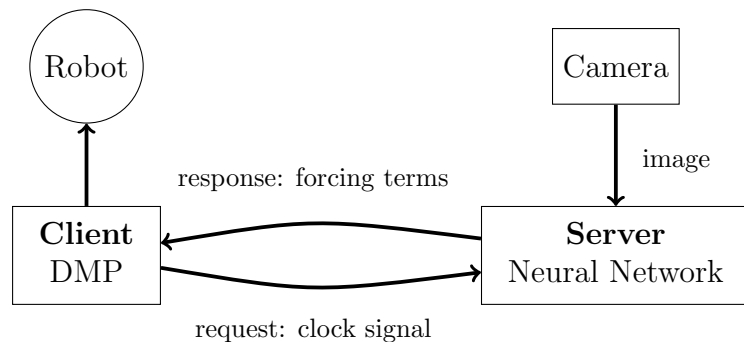 Robot
Camera
image
response: forcing terms
Client
DMP
Server
Neural Network
request: clock signal